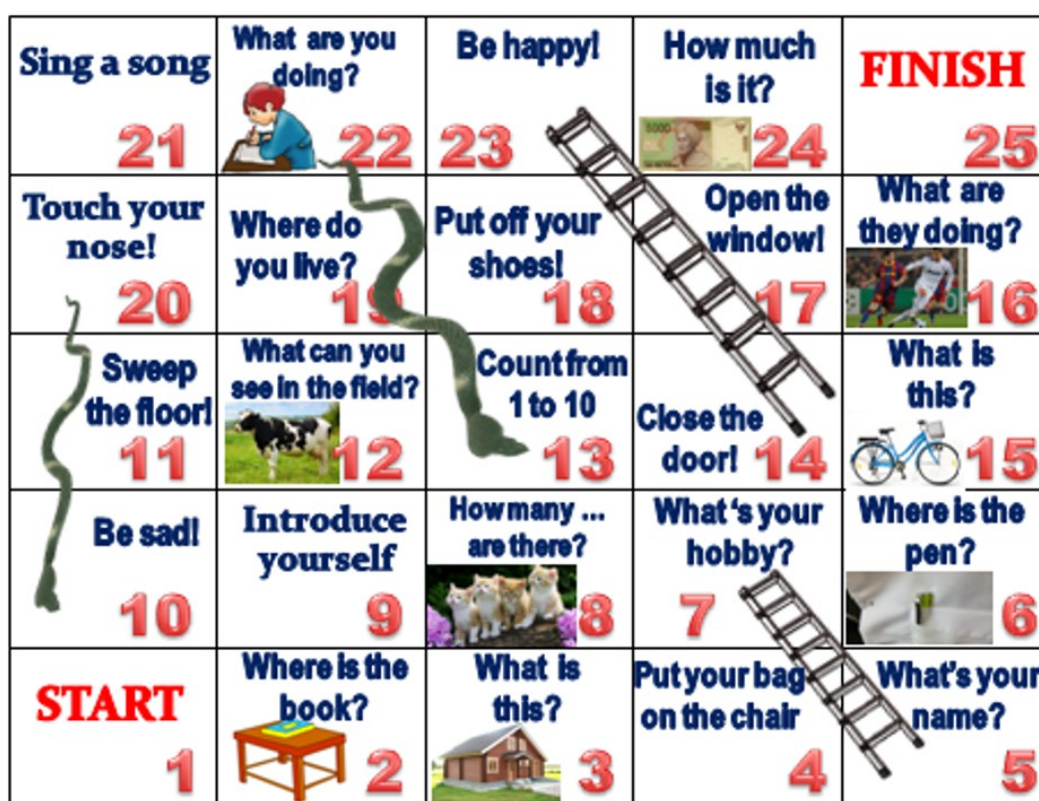 Sing a song
21
What are you
doing?
22
Be happy!
23
How much
is it?
5000
24
FINISH
25
Touch your
nose!
20
Where do
you live?
19
Put off your
shoes!
18
Open the
window!
17
What are
they doing?
16
Sweep
the floor!
11
What can you
see in the field?
12
Count from
1 to 10
13
Close the
door!
14
What is
this?
15
Be sad!
10
Introduce
yourself
9
How many ...
are there?
8
What's your
hobby?
7
Where is the
pen?
6
START
1
Where is the
book?
2
What is
this?
3
Put your bag
on the chair
4
What's your
name?
5